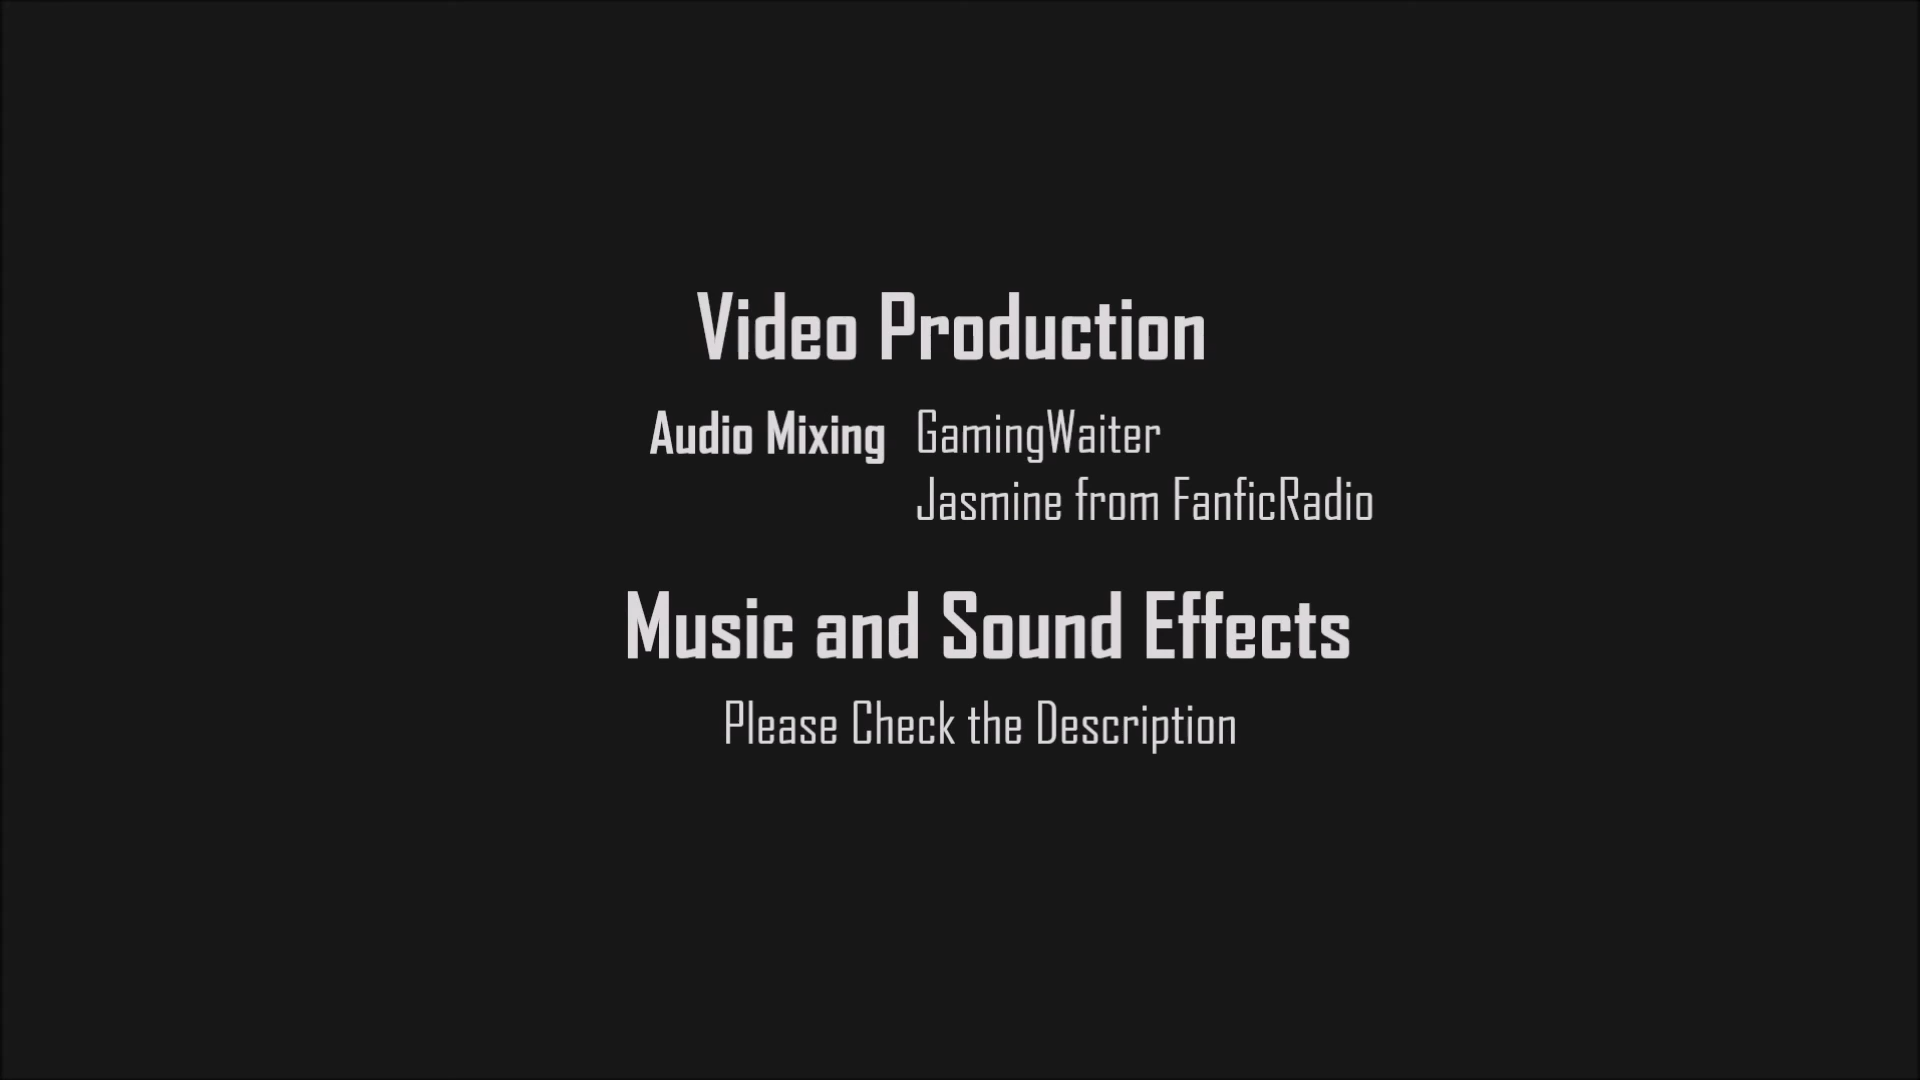 Video Production
Audio Mixing GamingWaiter
Jasmine from FanficRadio
Music and Sound Effects
Please Check the Description